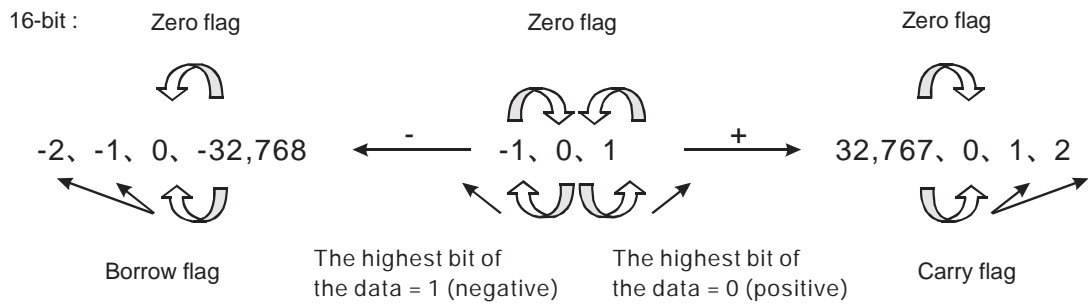 16-bit : Zero flag Zero flag Zero flag
-2、-1、0、-32,768 - -1、0、1 + 32,767、0、1、2
Borrow flag The highest bit of the data = 1 (negative) The highest bit of the data = 0 (positive) Carry flag